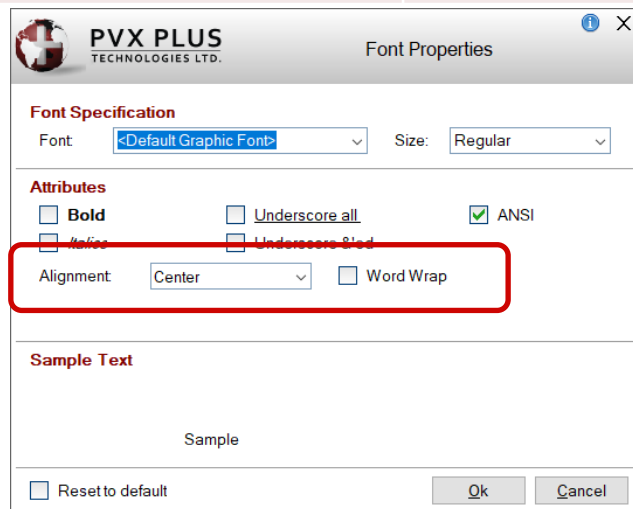 PVX PLUS
TECHNOLOGIES LTD.
Font Properties
Font Specification
Font: <Default Graphic Font> Size: Regular
Attributes
Bold Underscore all ANSI
Italics Underscore &'ed
Alignment: Center Word Wrap
Sample Text
Sample
Reset to default Ok Cancel